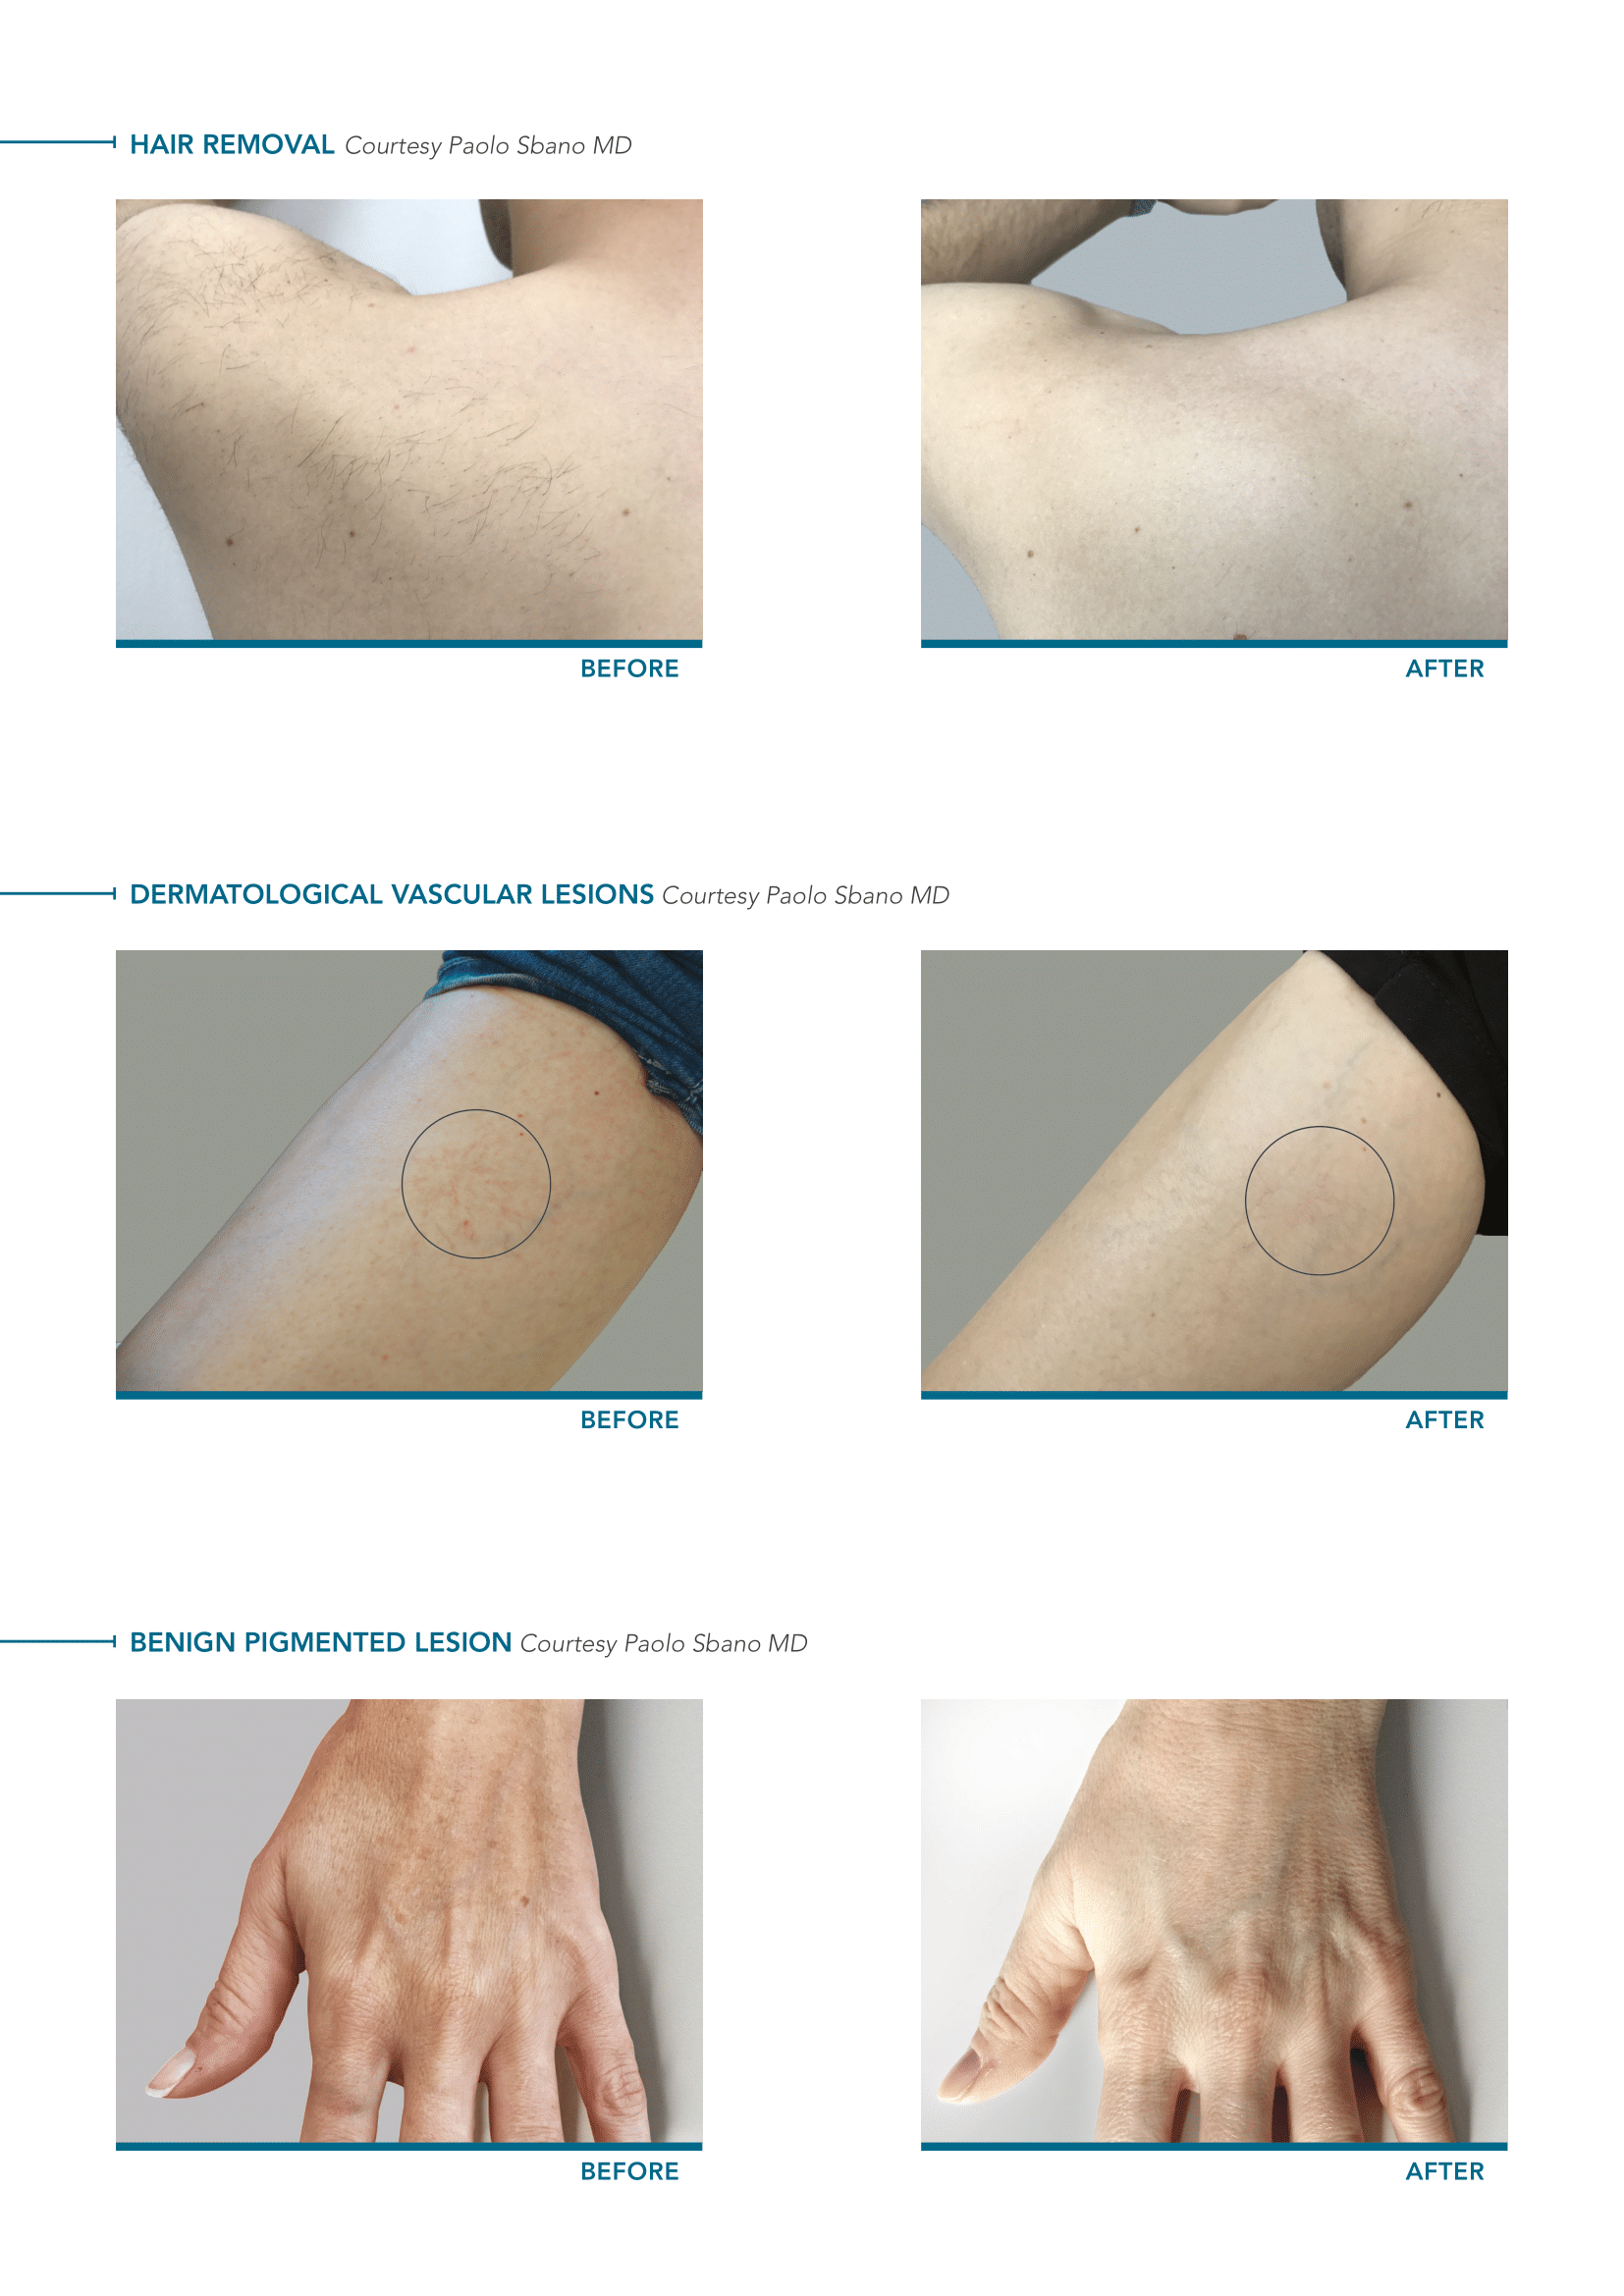 HAIR REMOVAL Courtesy Paolo Sbano MD
BEFORE
AFTER
DERMATOLOGICAL VASCULAR LESIONS Courtesy Paolo Sbano MD
BEFORE
AFTER
BENIGN PIGMENTED LESION Courtesy Paolo Sbano MD
BEFORE
AFTER